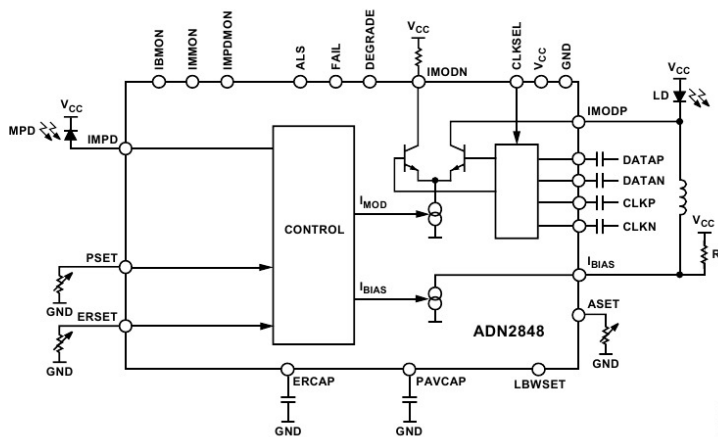 IBMON
IMMON
IMPDMON
ALS
FAIL
DEGRADE
VCC
IMODN
CLKSEL
VCC
GND
VCC
MPD
IMPD
VCC
LD
IMODP
DATAP
DATAN
CLKP
CLKN
IMOD
CONTROL
VCC
R
PSET
GND
IBIAS
IBIAS
ERSET
GND
ADN2848
ASET
GND
ERCAP
PAVCAP
LBWSET
GND
GND